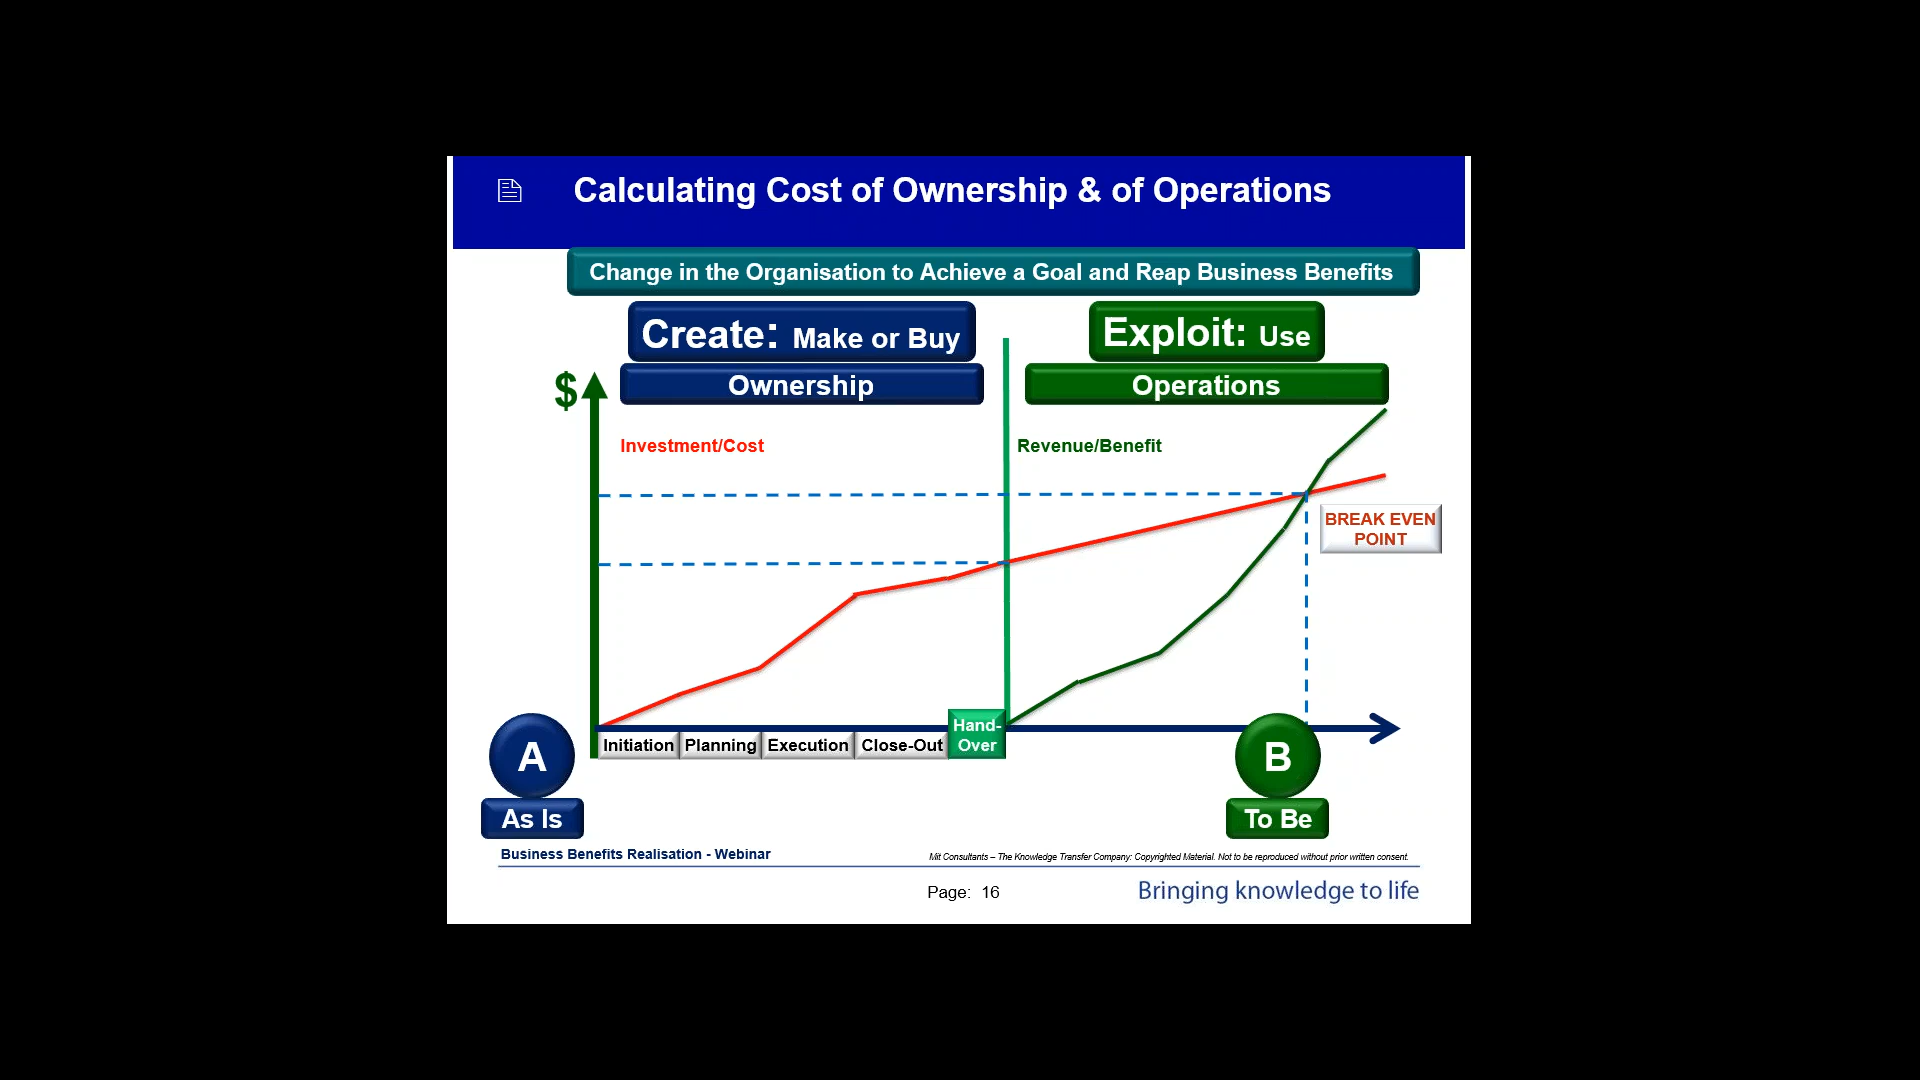 Calculating Cost of Ownership & of Operations
Change in the Organisation to Achieve a Goal and Reap Business Benefits
Create: Make or Buy
Exploit: Use
Ownership
Operations
$
Investment/Cost
Revenue/Benefit
BREAK EVEN
POINT
Initiation
Planning
Execution
Close-Out
Hand-
Over
A
As Is
B
To Be
Business Benefits Realisation - Webinar
Mit Consultants – The Knowledge Transfer Company: Copyrighted Material. Not to be reproduced without prior written consent.
Page: 16
Bringing knowledge to life